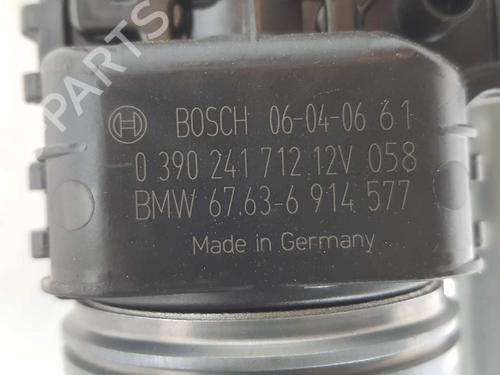 BOSCH 06-04-06 61
0 390 241 712 12V 058
BMW 67.63-6 914 577
Made in Germany